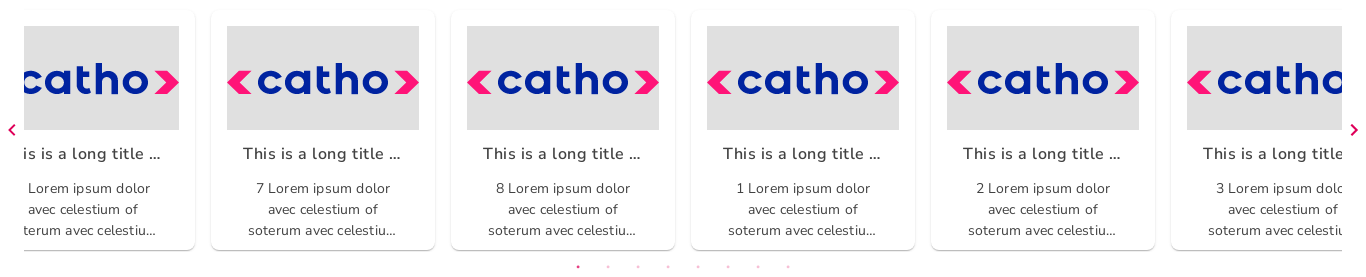 catho
is is a long title ...
Lorem ipsum dolor
avec celestium of
terum avec celestiu...
catho
This is a long title ...
7 Lorem ipsum dolor
avec celestium of
soterum avec celestiu...
catho
This is a long title ...
8 Lorem ipsum dolor
avec celestium of
soterum avec celestiu...
catho
This is a long title ...
1 Lorem ipsum dolor
avec celestium of
soterum avec celestiu...
catho
This is a long title ...
2 Lorem ipsum dolor
avec celestium of
soterum avec celestiu...
catho
This is a long title
3 Lorem ipsum dolo
avec celestium of
soterum avec celestiu